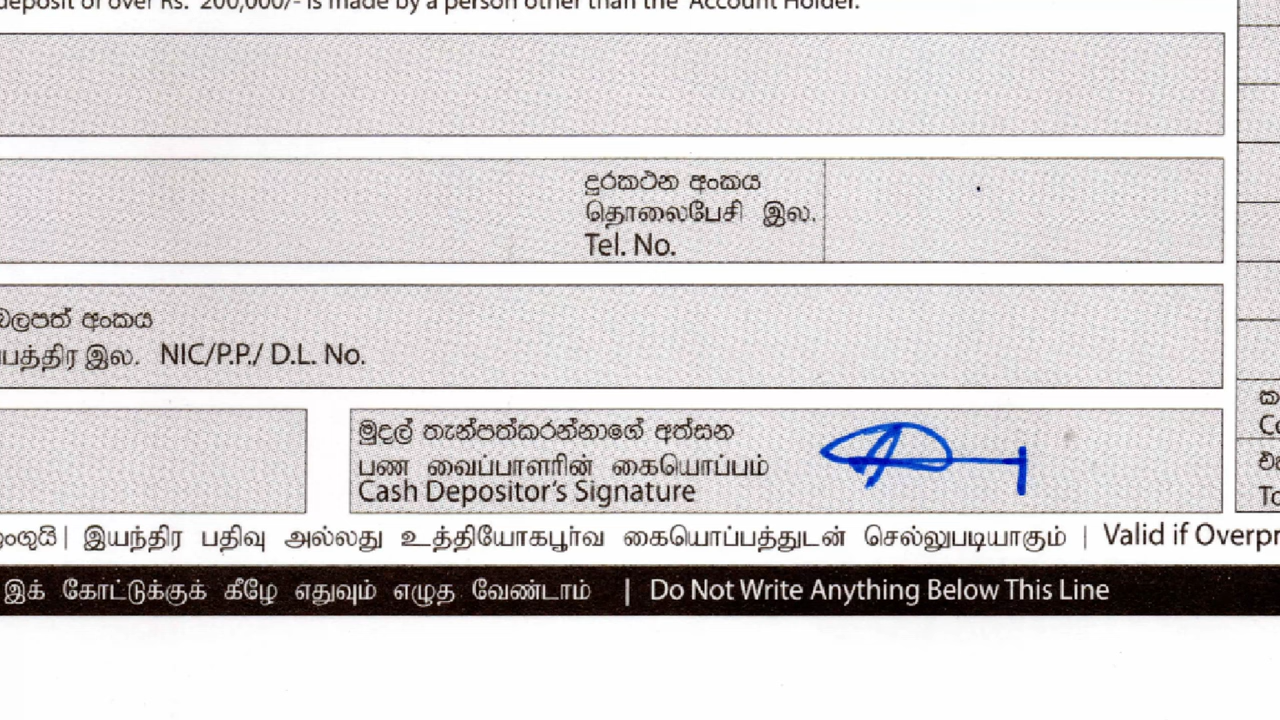 deposit of over Rs. 200,000/- is made by a person other than the Account Holder.
දුරකථන අංකය
தொலைபேசி இல.
Tel. No.
බලපත් අංකය
பத்திர இல. NIC/P.P./ D.L. No.
මුදල් තැන්පත්කරන්නාගේ අත්සන
பண வைப்பாளரின் கையொப்பம்
Cash Depositor's Signature
இயந்திர பதிவு அல்லது உத்தியோகபூர்வ கையொப்பத்துடன் செல்லுபடியாகும் | Valid if Overpr
இக் கோட்டுக்குக் கீழே எதுவும் எழுத வேண்டாம் | Do Not Write Anything Below This Line